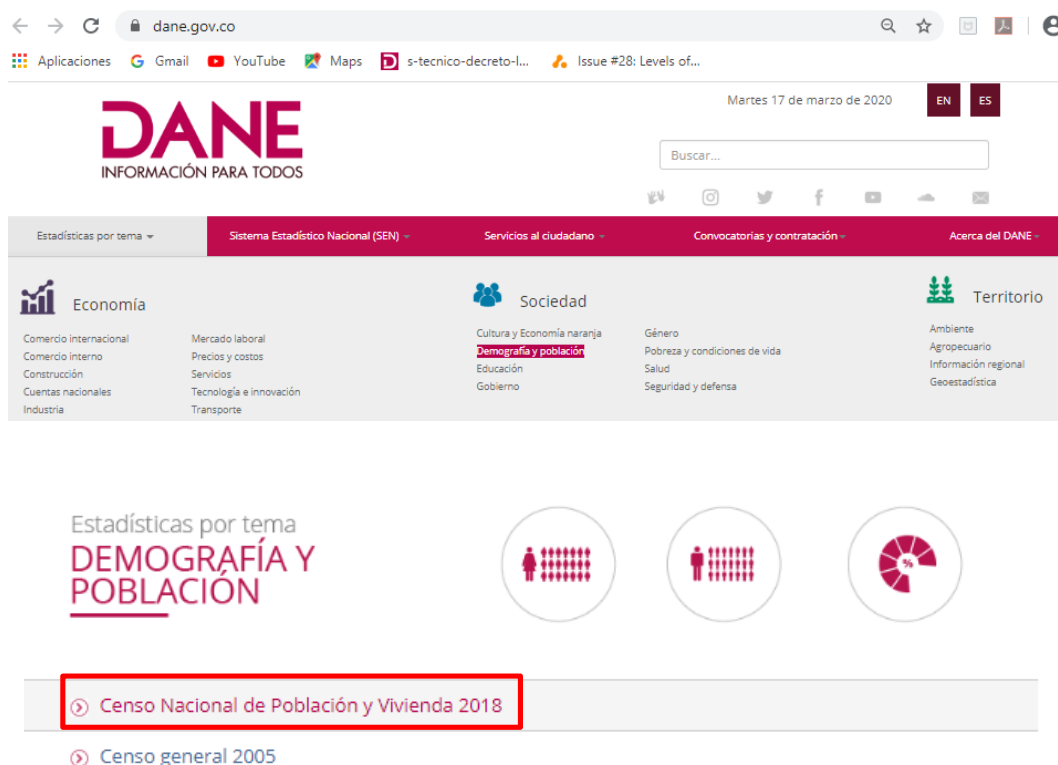 dane.gov.co
Aplicaciones Gmail YouTube Maps s-tecnico-decreto-l... Issue #28: Levels of...
Martes 17 de marzo de 2020 EN ES
DANE
INFORMACIÓN PARA TODOS
Buscar...
Estadísticas por tema Sistema Estadístico Nacional (SEN) Servicios al ciudadano Convocatorias y contratación Acerca del DANE
Economía
Comercio internacional
Comercio interno
Construcción
Cuentas nacionales
Industria
Mercado laboral
Precios y costos
Servicios
Tecnología e innovación
Transporte
Sociedad
Cultura y Economía naranja
Demografía y población
Educación
Gobierno
Género
Pobreza y condiciones de vida
Salud
Seguridad y defensa
Territorio
Ambiente
Agropecuario
Información regional
Geoestadística
Estadísticas por tema
DEMOGRAFÍA Y
POBLACIÓN
%
Censo Nacional de Población y Vivienda 2018
Censo general 2005